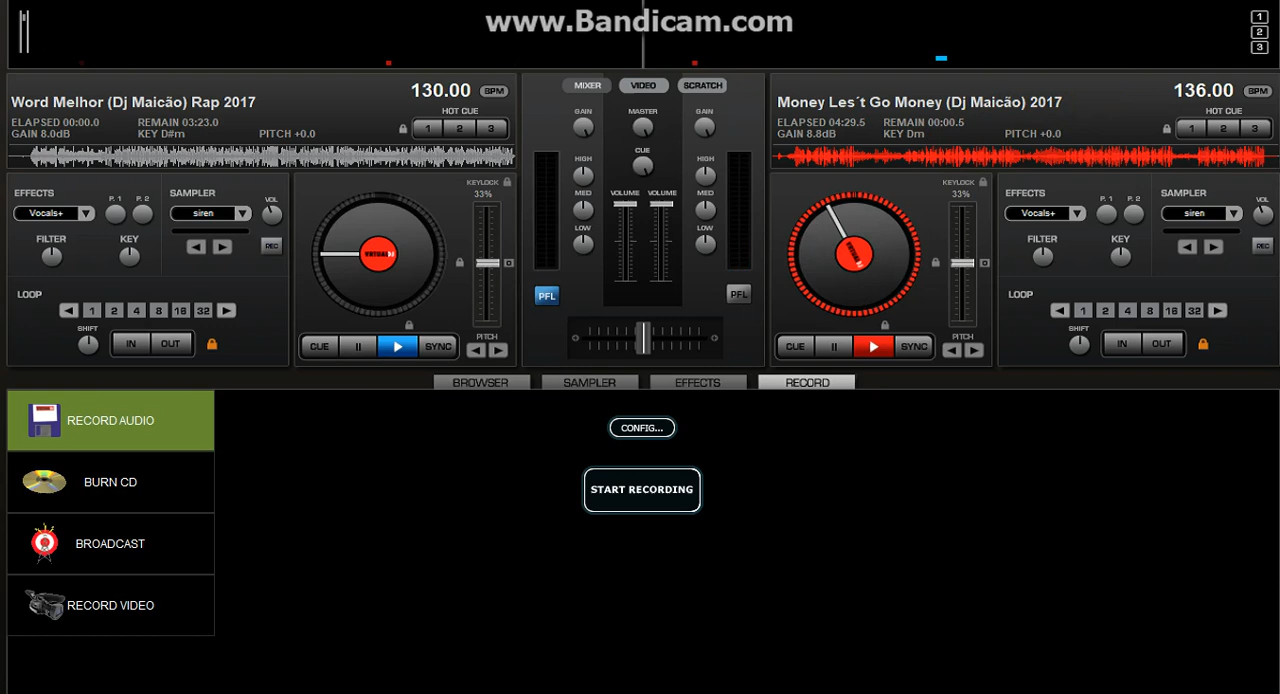 www.Bandicam.com
1
2
3
Word Melhor (Dj Maicão) Rap 2017
130.00 BPM
ELAPSED 00:00.0 REMAIN 03:23.0
GAIN 8.0dB KEY D#m PITCH +0.0
HOT CUE
1 2 3
MIXER VIDEO SCRATCH
GAIN MASTER GAIN
CUE
HIGH HIGH
MED VOLUME VOLUME MED
LOW LOW
PFL PFL
Money Les´t Go Money (Dj Maicão) 2017
136.00 BPM
ELAPSED 04:29.5 REMAIN 00:00.5
GAIN 8.8dB KEY Dm PITCH +0.0
HOT CUE
1 2 3
EFFECTS P. 1 P. 2 SAMPLER VOL
Vocals+ siren
FILTER KEY REC
LOOP
1 2 4 8 16 32
SHIFT IN OUT
KEYLOCK
33%
CUE II SYNC
PITCH
KEYLOCK
33%
CUE II SYNC
PITCH
EFFECTS P. 1 P. 2 SAMPLER VOL
Vocals+ siren
FILTER KEY REC
LOOP
1 2 4 8 16 32
SHIFT IN OUT
BROWSER SAMPLER EFFECTS RECORD
RECORD AUDIO
BURN CD
BROADCAST
RECORD VIDEO
CONFIG...
START RECORDING